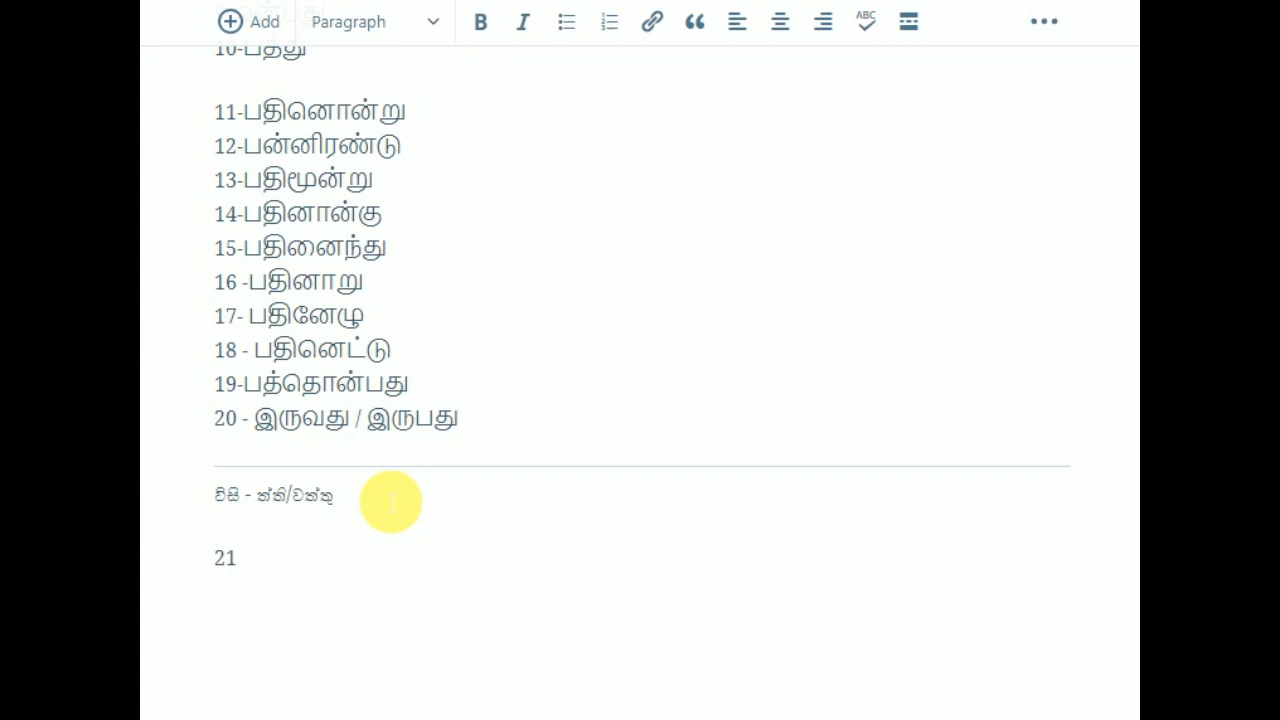 Add Paragraph B I ABC
10-பத்து
11-பதினொன்று
12-பன்னிரண்டு
13-பதிமூன்று
14-பதினான்கு
15-பதினைந்து
16 -பதினாறு
17- பதினேழு
18 - பதினெட்டு
19-பத்தொன்பது
20 - இருவது / இருபது
විසි - ත්ති/වත්තු
21